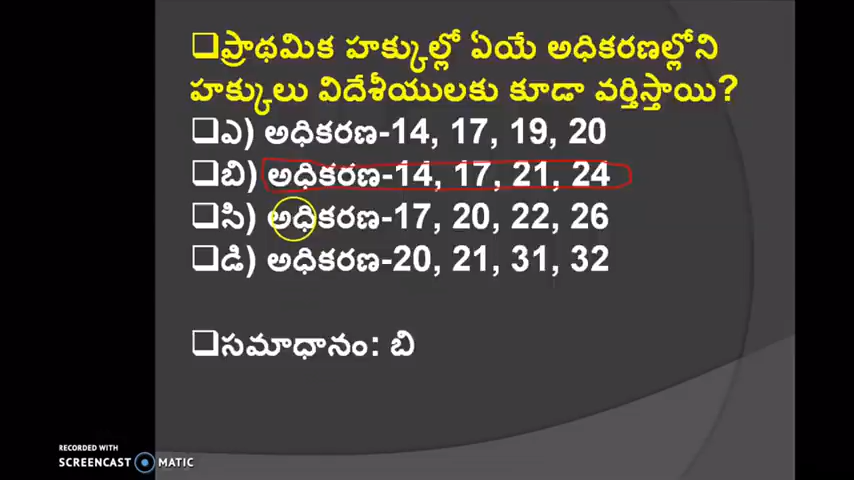 ❑ప్రాథమిక హక్కుల్లో ఏయే అధికరణల్లోని
హక్కులు విదేశీయులకు కూడా వర్తిస్తాయి?
❑ఎ) అధికరణ-14, 17, 19, 20
❑బి) అధికరణ-14, 17, 21, 24
❑సి) అధికరణ-17, 20, 22, 26
❑డి) అధికరణ-20, 21, 31, 32
❑సమాధానం: బి
RECORDED WITH
SCREENCAST MATIC